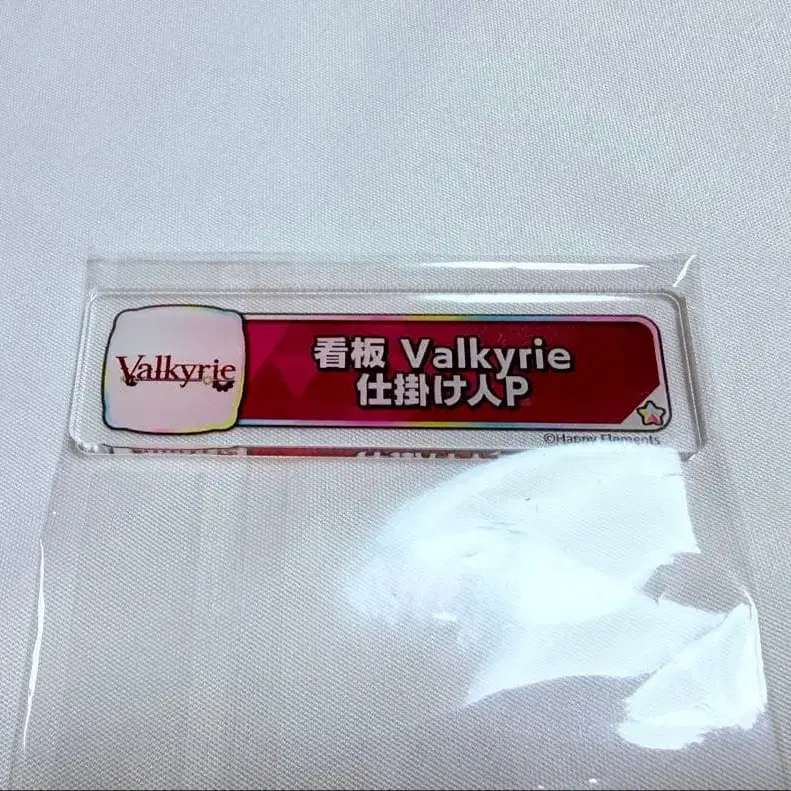 Valkyrie
看板 Valkyrie
仕掛け人P
©Happy Elements